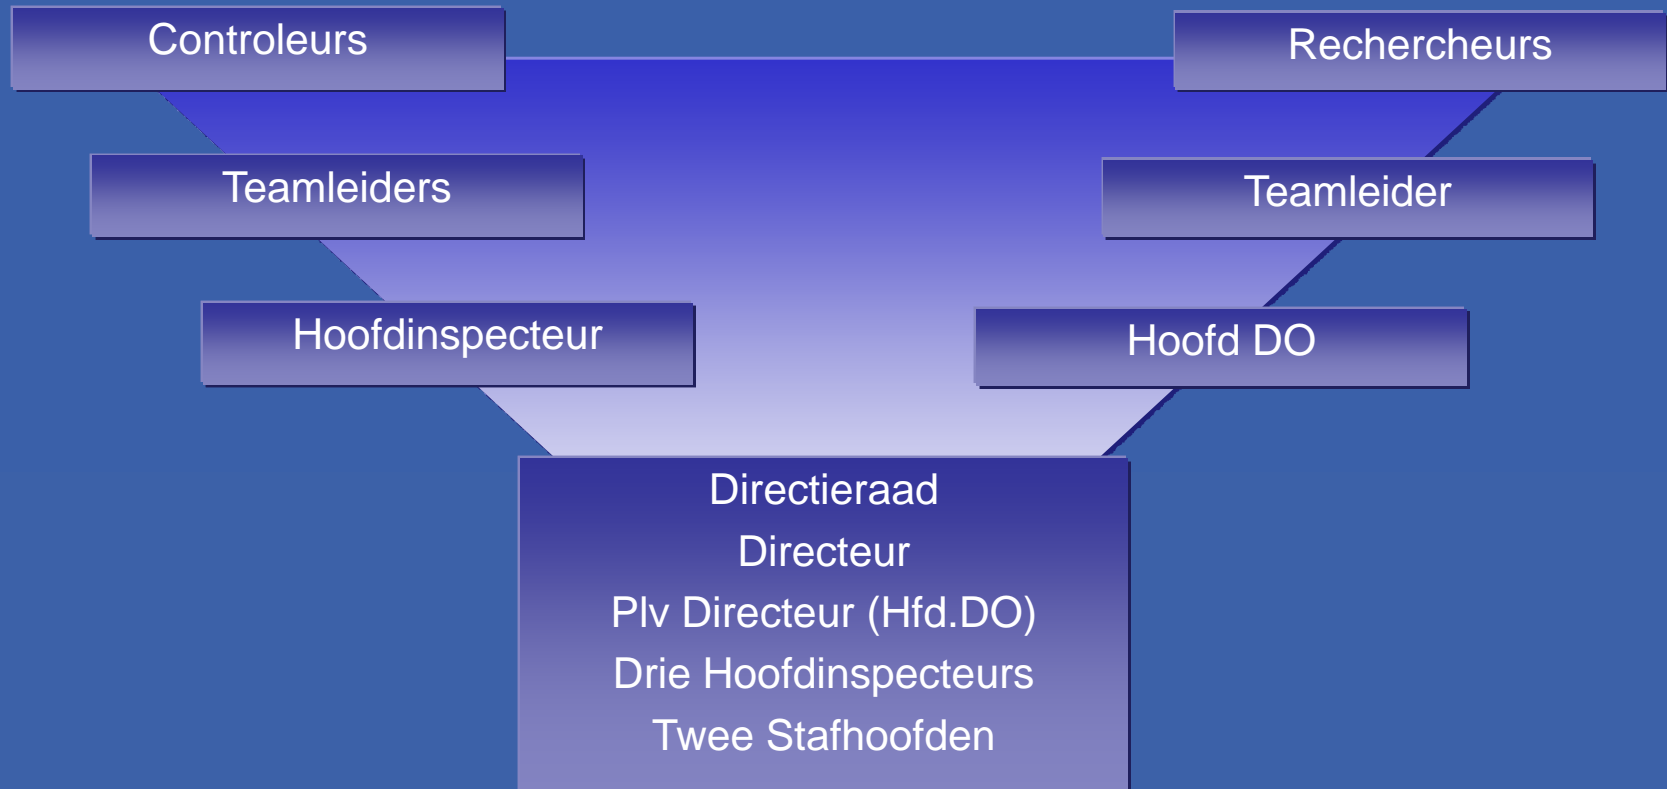 Controleurs
Rechercheurs
Teamleiders
Teamleider
Hoofdinspecteur
Hoofd DO
Directieraad
Directeur
Plv Directeur (Hfd.DO)
Drie Hoofdinspecteurs
Twee Stafhoofden